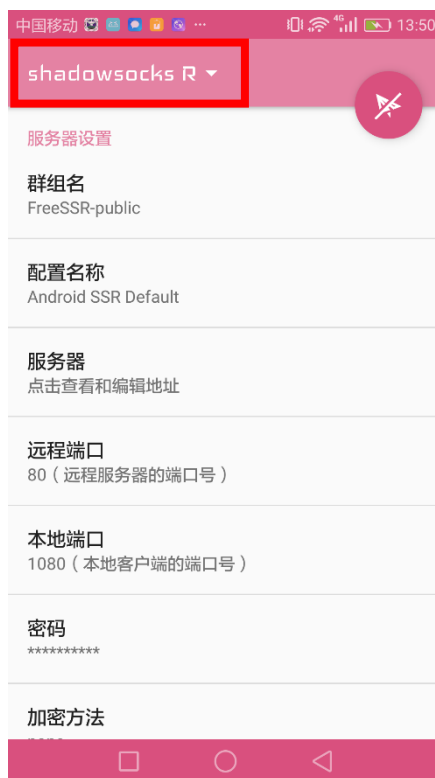 中国移动 ... 4G 13:50
shadowsocks R
服务器设置
群组名
FreeSSR-public
配置名称
Android SSR Default
服务器
点击查看和编辑地址
远程端口
80（远程服务器的端口号）
本地端口
1080（本地客户端的端口号）
密码
**********
加密方法